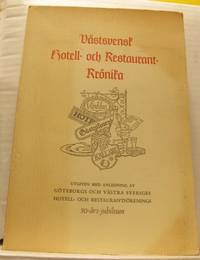 Västsvensk
Hotell- och Restaurant-
Krönika
HOTEL
UTGIVEN MED ANLEDNING AV
GÖTEBORGS OCH VÄSTRA SVERIGES
HOTELL- OCH RESTAURANTFÖRENINGS
50-års-jubileum